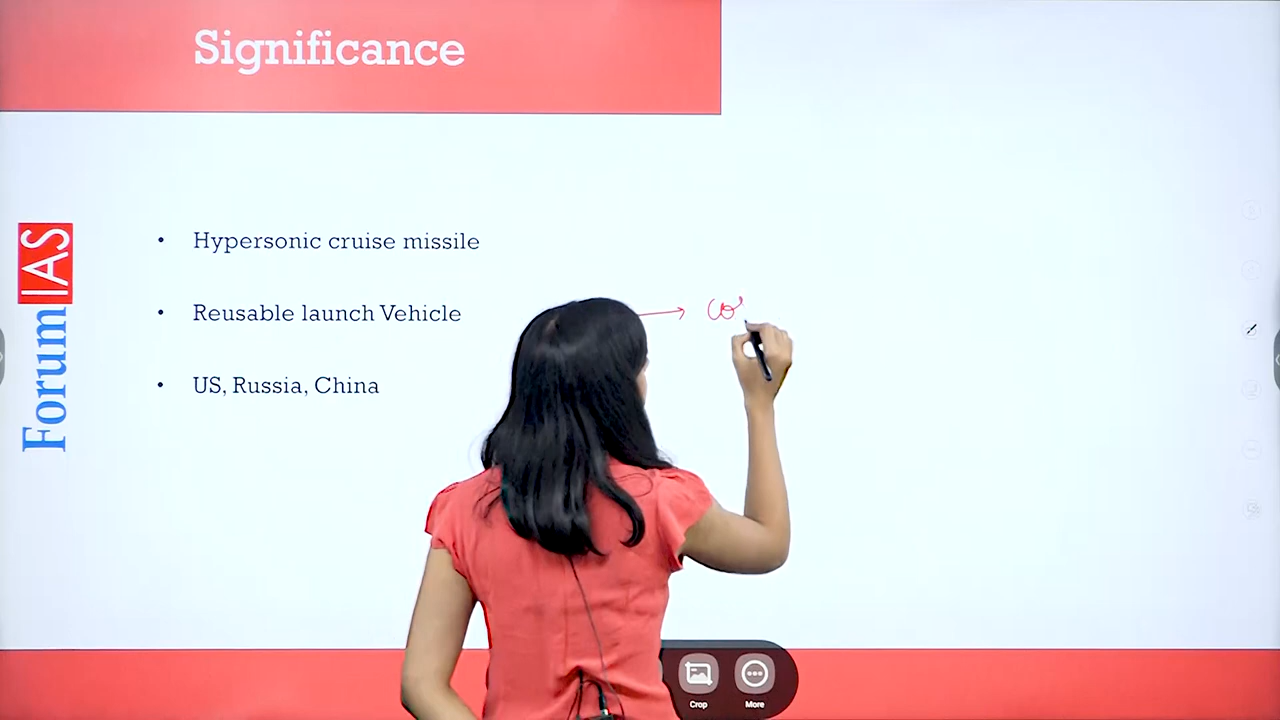 Significance
Forum IAS
• Hypersonic cruise missile
• Reusable launch Vehicle
• US, Russia, China
Crop
More